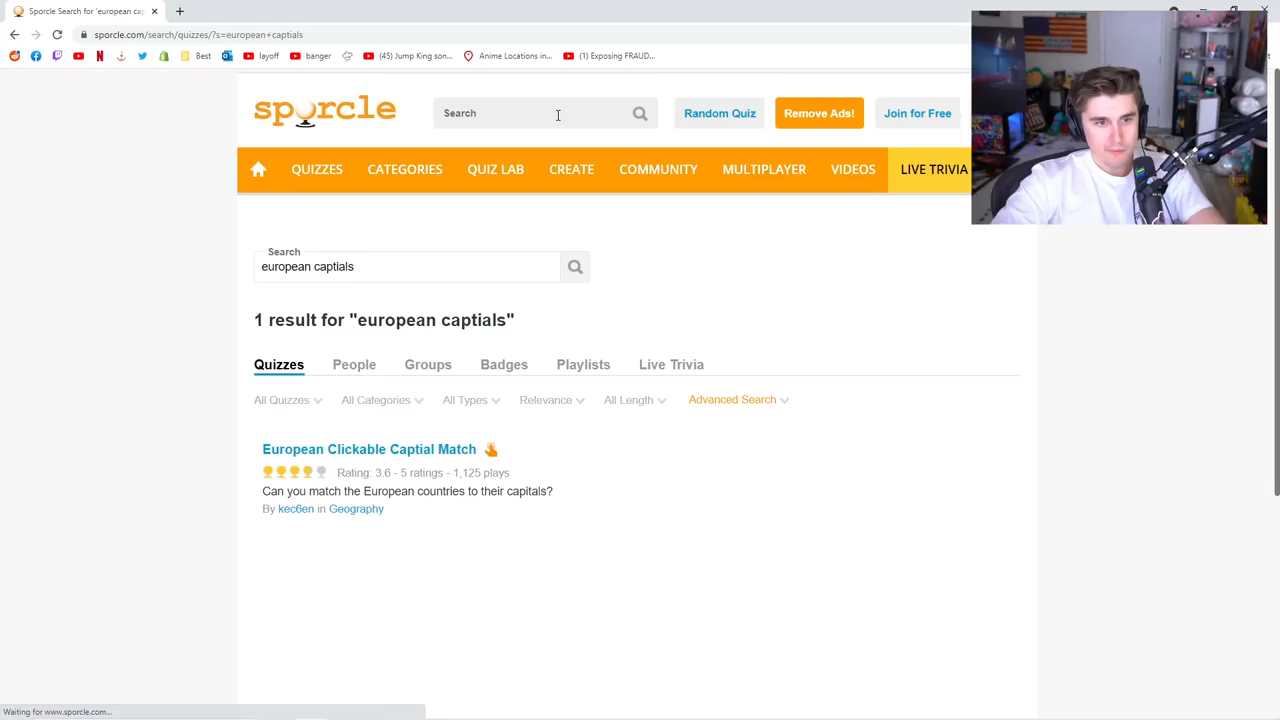 Sporcle Search for 'european ca
sporcle.com/search/quizzes/?s=european+captials
Best layoff banger (45) Jump King son... Anime Locations in... (1) Exposing FRAUD...
sporcle Search Random Quiz Remove Ads! Join for Free
QUIZZES CATEGORIES QUIZ LAB CREATE COMMUNITY MULTIPLAYER VIDEOS LIVE TRIVIA
Search
european captials
1 result for "european captials"
Quizzes People Groups Badges Playlists Live Trivia
All Quizzes All Categories All Types Relevance All Length Advanced Search
European Clickable Captial Match
Rating: 3.6 - 5 ratings - 1,125 plays
Can you match the European countries to their capitals?
By kec6en in Geography
Waiting for www.sporcle.com...